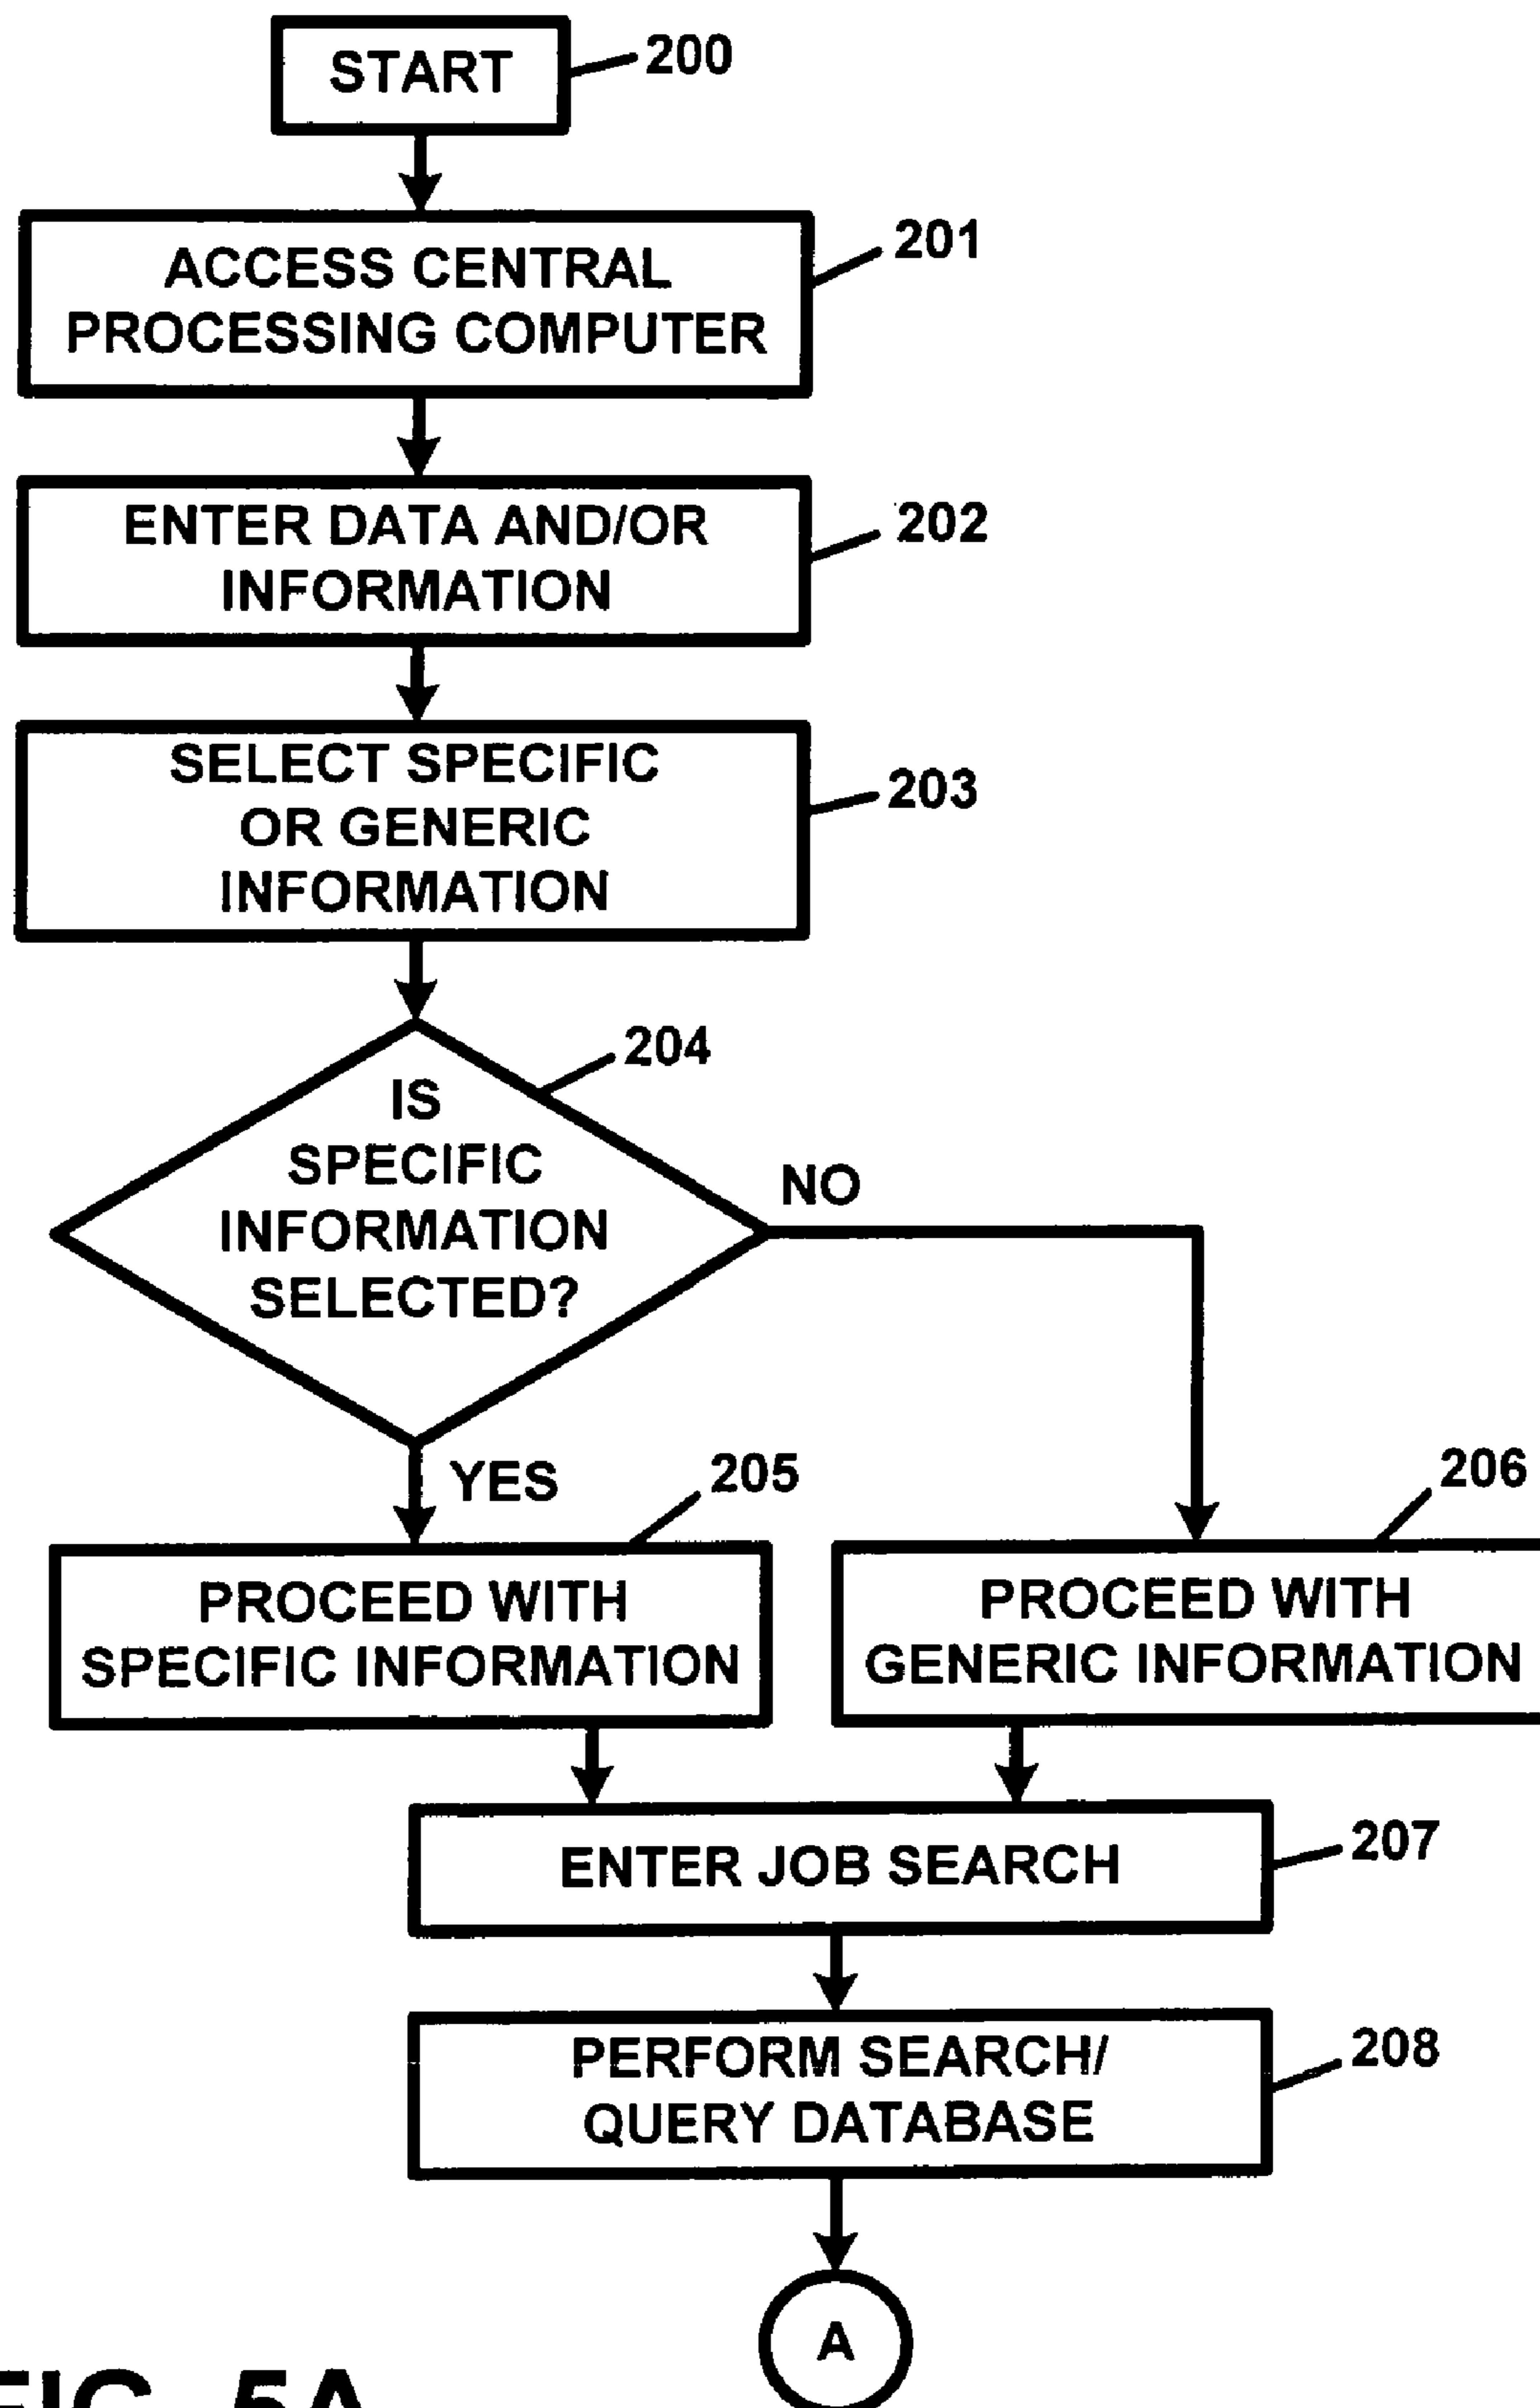 START
200
ACCESS CENTRAL
PROCESSING COMPUTER
201
ENTER DATA AND/OR
INFORMATION
202
SELECT SPECIFIC
OR GENERIC
INFORMATION
203
204
IS
SPECIFIC
INFORMATION
SELECTED?
NO
YES
205
206
PROCEED WITH
SPECIFIC INFORMATION
PROCEED WITH
GENERIC INFORMATION
ENTER JOB SEARCH
207
PERFORM SEARCH/
QUERY DATABASE
208
A
FIG. 5A